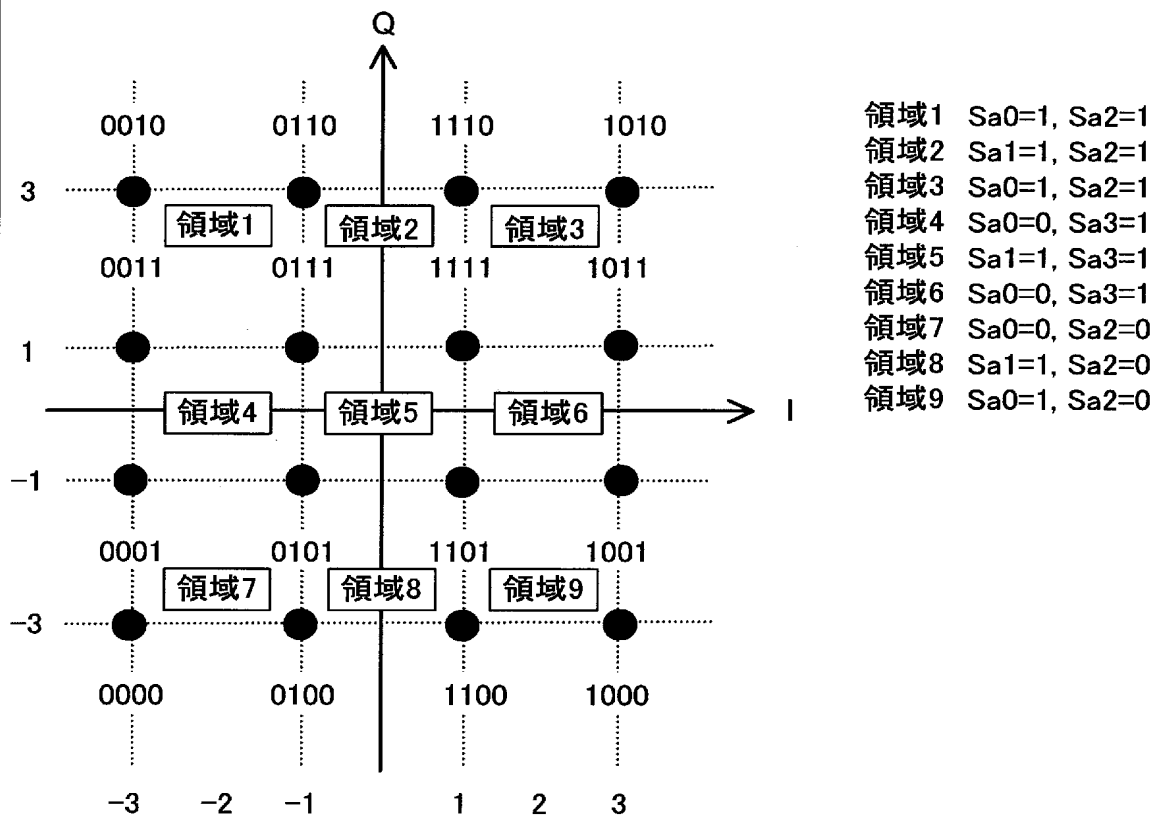 Q
0010 0110 1110 1010
3
領域1 領域2 領域3
0011 0111 1111 1011
1
領域4 領域5 領域6
I
−1
0001 0101 1101 1001
領域7 領域8 領域9
−3
0000 0100 1100 1000
−3 −2 −1 1 2 3
領域1 Sa0=1, Sa2=1
領域2 Sa1=1, Sa2=1
領域3 Sa0=1, Sa2=1
領域4 Sa0=0, Sa3=1
領域5 Sa1=1, Sa3=1
領域6 Sa0=0, Sa3=1
領域7 Sa0=0, Sa2=0
領域8 Sa1=1, Sa2=0
領域9 Sa0=1, Sa2=0